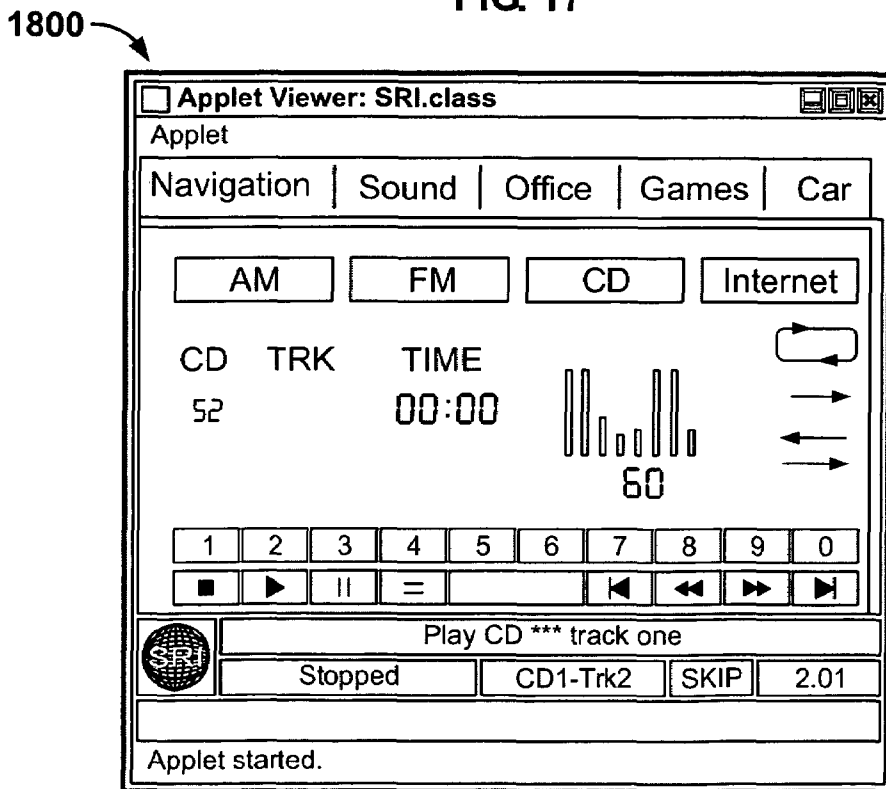 FIG. 17
1800
Applet Viewer: SRI.class
Applet
Navigation | Sound | Office | Games | Car
AM FM CD Internet
CD TRK TIME
52 00:00
60
1 2 3 4 5 6 7 8 9 0
Play CD *** track one
SRI
Stopped CD1-Trk2 SKIP 2.01
Applet started.